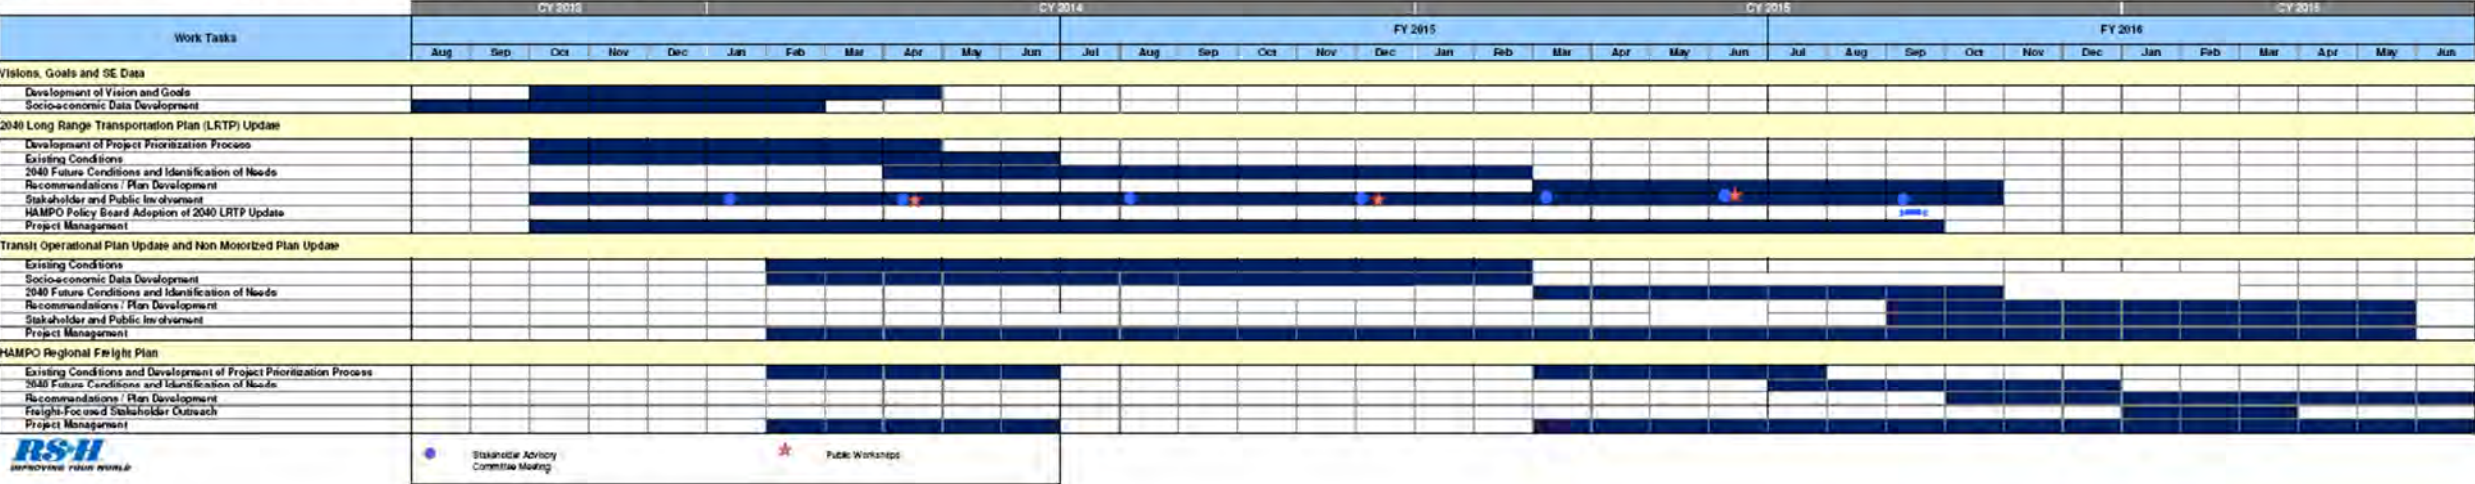 CY 2013 CY 2014 CY 2015 CY 2016
Work Tasks FY 2015 FY 2016
Aug Sep Oct Nov Dec Jan Feb Mar Apr May Jun Jul Aug Sep Oct Nov Dec Jan Feb Mar Apr May Jun Jul Aug Sep Oct Nov Dec Jan Feb Mar Apr May Jun
Visions, Goals and SE Data
Development of Vision and Goals
Socio-economic Data Development
2040 Long Range Transportation Plan (LRTP) Update
Development of Project Prioritization Process
Existing Conditions
2040 Future Conditions and Identification of Needs
Recommendations / Plan Development
Stakeholder and Public Involvement
HAMPO Policy Board Adoption of 2040 LRTP Update
Project Management
Transit Operational Plan Update and Non Motorized Plan Update
Existing Conditions
Socio-economic Data Development
2040 Future Conditions and Identification of Needs
Recommendations / Plan Development
Stakeholder and Public Involvement
Project Management
HAMPO Regional Freight Plan
Existing Conditions and Development of Project Prioritization Process
2040 Future Conditions and Identification of Needs
Recommendations / Plan Development
Freight-Focused Stakeholder Outreach
Project Management
RS&H
IMPROVING YOUR WORLD
Stakeholder Advisory
Committee Meeting
Public Workshops